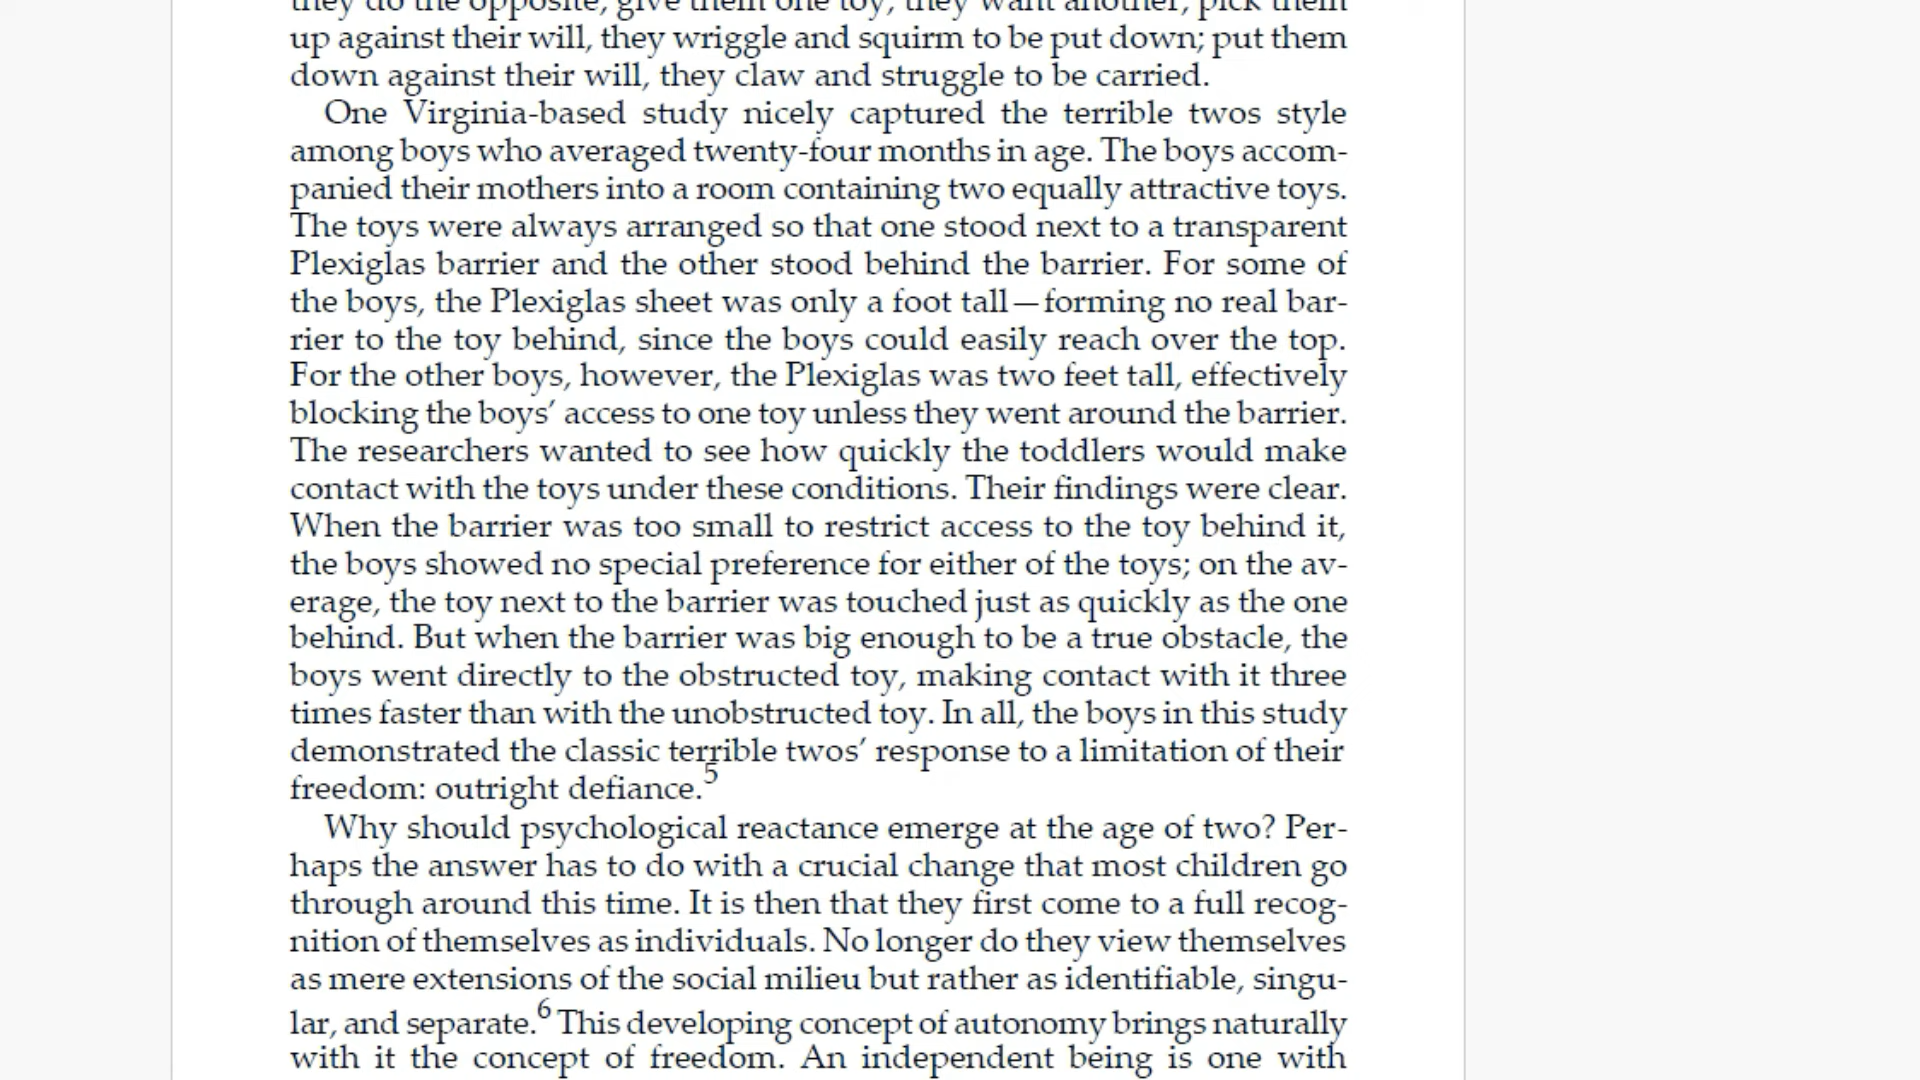 they do the opposite; give them one toy, they want another; pick them
up against their will, they wriggle and squirm to be put down; put them
down against their will, they claw and struggle to be carried.
One Virginia-based study nicely captured the terrible twos style
among boys who averaged twenty-four months in age. The boys accom-
panied their mothers into a room containing two equally attractive toys.
The toys were always arranged so that one stood next to a transparent
Plexiglas barrier and the other stood behind the barrier. For some of
the boys, the Plexiglas sheet was only a foot tall—forming no real bar-
rier to the toy behind, since the boys could easily reach over the top.
For the other boys, however, the Plexiglas was two feet tall, effectively
blocking the boys’ access to one toy unless they went around the barrier.
The researchers wanted to see how quickly the toddlers would make
contact with the toys under these conditions. Their findings were clear.
When the barrier was too small to restrict access to the toy behind it,
the boys showed no special preference for either of the toys; on the av-
erage, the toy next to the barrier was touched just as quickly as the one
behind. But when the barrier was big enough to be a true obstacle, the
boys went directly to the obstructed toy, making contact with it three
times faster than with the unobstructed toy. In all, the boys in this study
demonstrated the classic terrible twos’ response to a limitation of their
freedom: outright defiance.5
Why should psychological reactance emerge at the age of two? Per-
haps the answer has to do with a crucial change that most children go
through around this time. It is then that they first come to a full recog-
nition of themselves as individuals. No longer do they view themselves
as mere extensions of the social milieu but rather as identifiable, singu-
lar, and separate.6 This developing concept of autonomy brings naturally
with it the concept of freedom. An independent being is one with